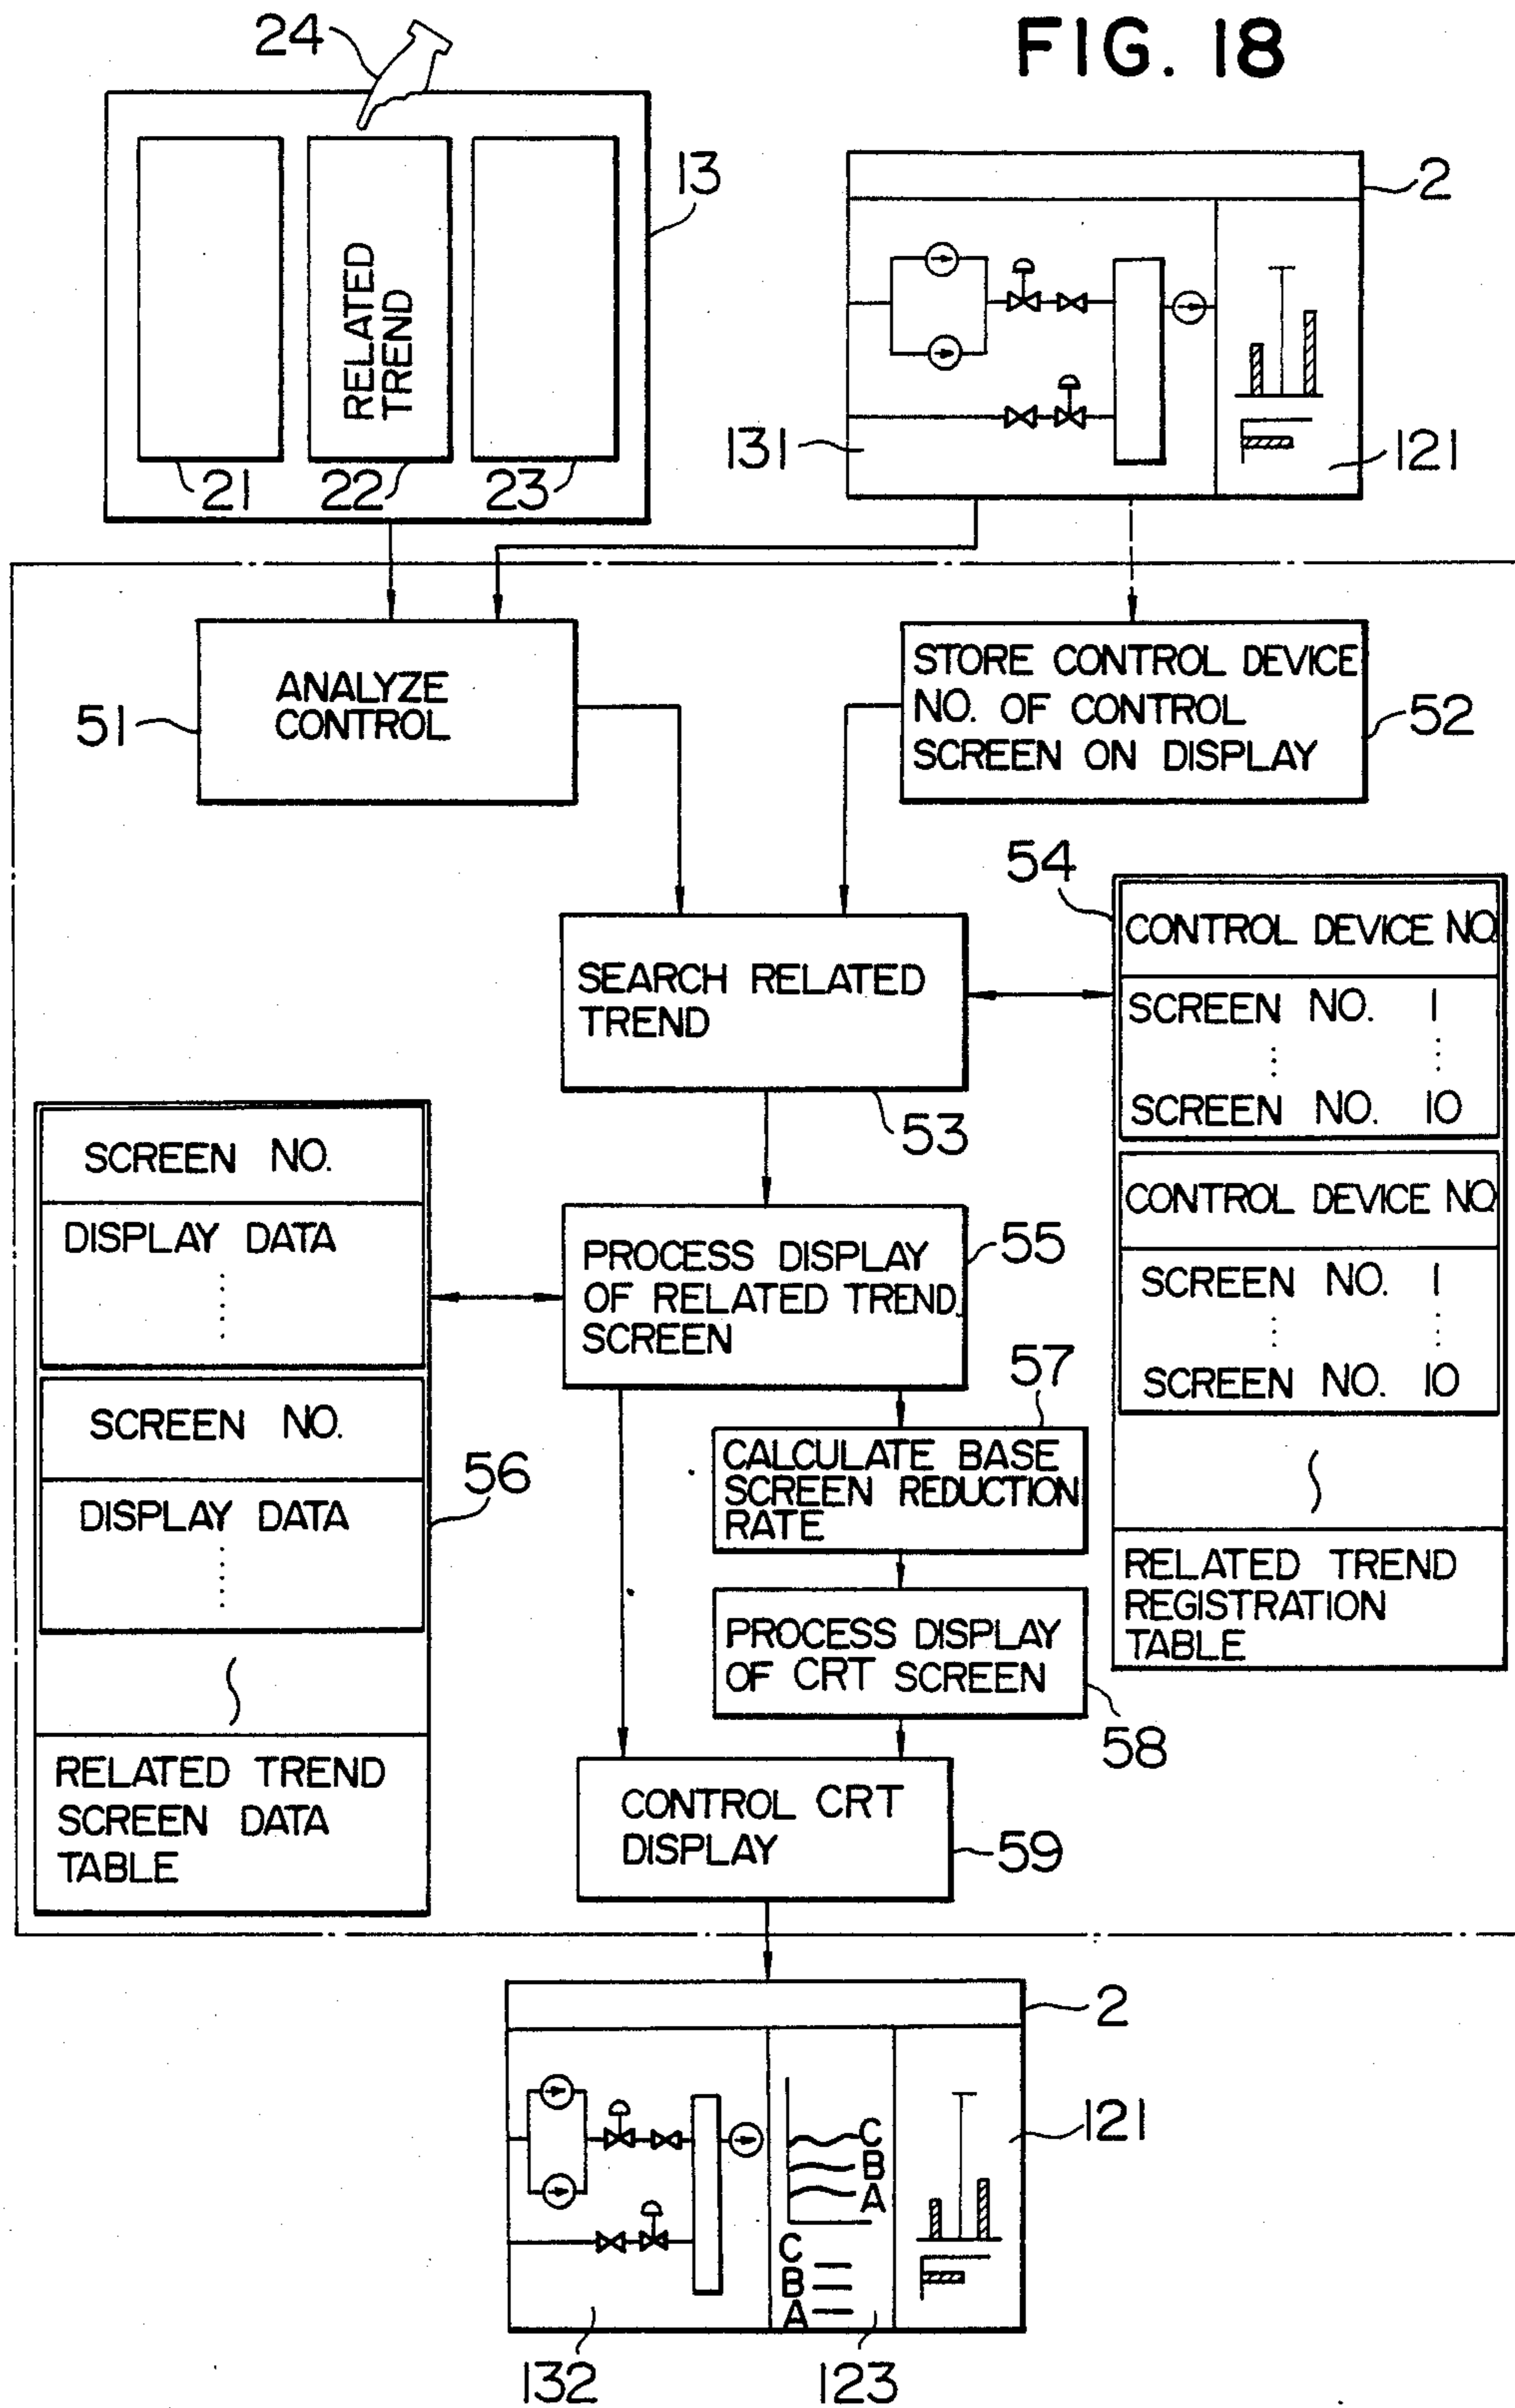 FIG. 18
24
13
RELATED
TREND
21
22
23
2
131
121
ANALYZE
CONTROL
51
STORE CONTROL DEVICE
NO. OF CONTROL
SCREEN ON DISPLAY
52
54
CONTROL DEVICE NO.
SCREEN NO. 1
SCREEN NO. 10
CONTROL DEVICE NO.
SCREEN NO. 1
SCREEN NO. 10
RELATED TREND
REGISTRATION
TABLE
SEARCH RELATED
TREND
53
SCREEN NO.
DISPLAY DATA
SCREEN NO.
DISPLAY DATA
RELATED TREND
SCREEN DATA
TABLE
56
PROCESS DISPLAY
OF RELATED TREND
SCREEN
55
57
CALCULATE BASE
SCREEN REDUCTION
RATE
PROCESS DISPLAY
OF CRT SCREEN
58
CONTROL CRT
DISPLAY
59
2
C
B
A
C
B
A
121
132
123